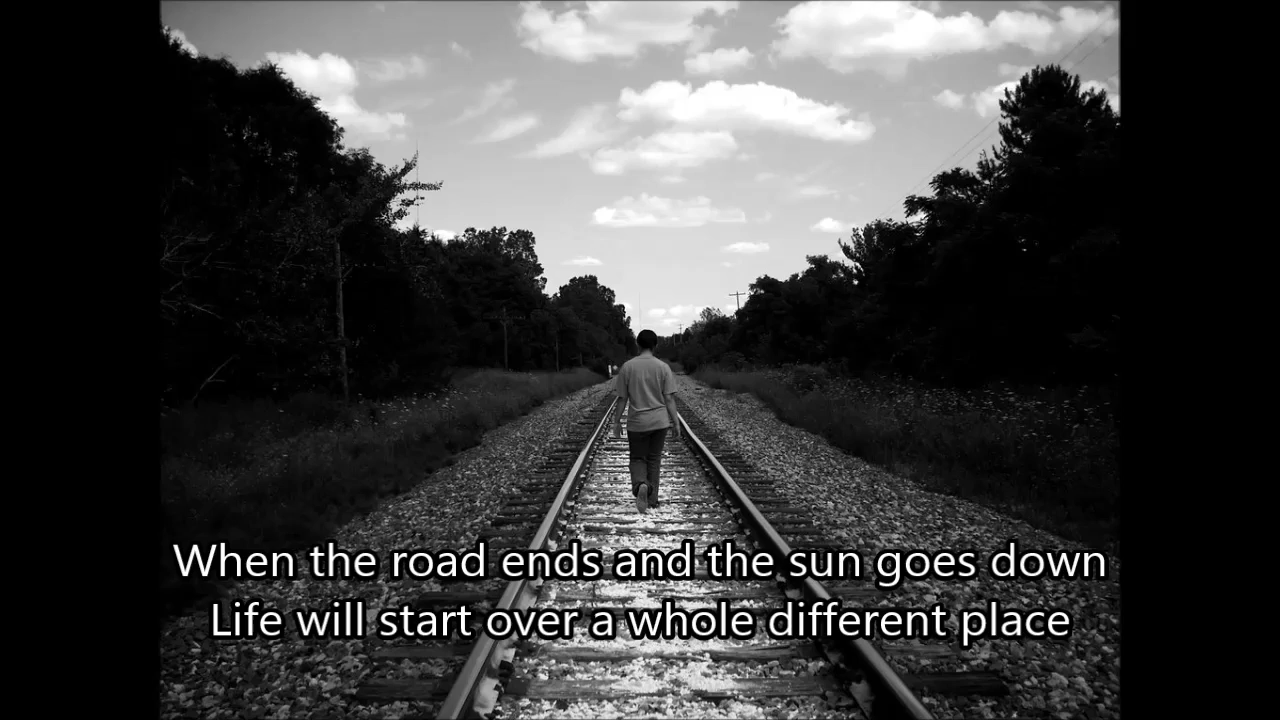 When the road ends and the sun goes down
Life will start over a whole different place